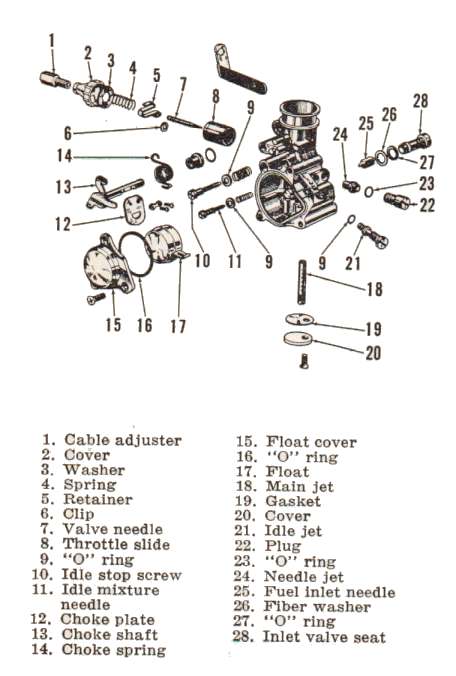 1
2
3
4
5
7
8
9
6
14
13
12
15
16
17
10
11
9
24
25
26
28
27
23
22
9
21
18
19
20
1. Cable adjuster
2. Cover
3. Washer
4. Spring
5. Retainer
6. Clip
7. Valve needle
8. Throttle slide
9. "O" ring
10. Idle stop screw
11. Idle mixture
needle
12. Choke plate
13. Choke shaft
14. Choke spring
15. Float cover
16. "O" ring
17. Float
18. Main jet
19. Gasket
20. Cover
21. Idle jet
22. Plug
23. "O" ring
24. Needle jet
25. Fuel inlet needle
26. Fiber washer
27. "O" ring
28. Inlet valve seat